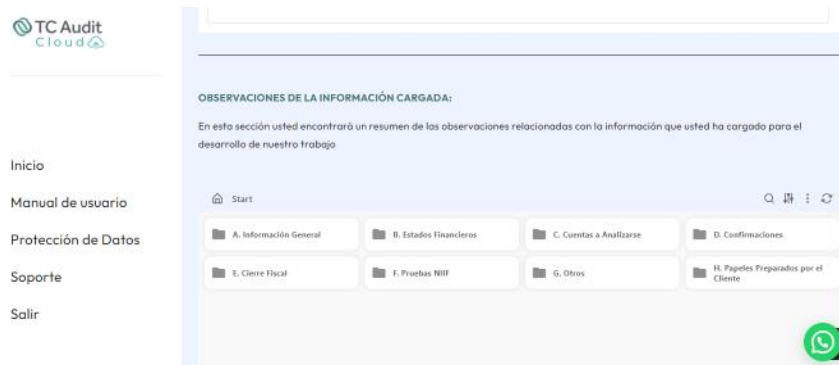 TC Audit
Cloud
Inicio
Manual de usuario
Protección de Datos
Soporte
Salir
OBSERVACIONES DE LA INFORMACIÓN CARGADA:
En esta sección usted encontrará un resumen de las observaciones relacionadas con la información que usted ha cargado para el
desarrollo de nuestro trabajo
Start
A. Información General
B. Estados Financieros
C. Cuentas a Analizarse
D. Confirmaciones
E. Cierre Fiscal
F. Pruebas NIIF
G. Otros
H. Papeles Preparados por el
Cliente